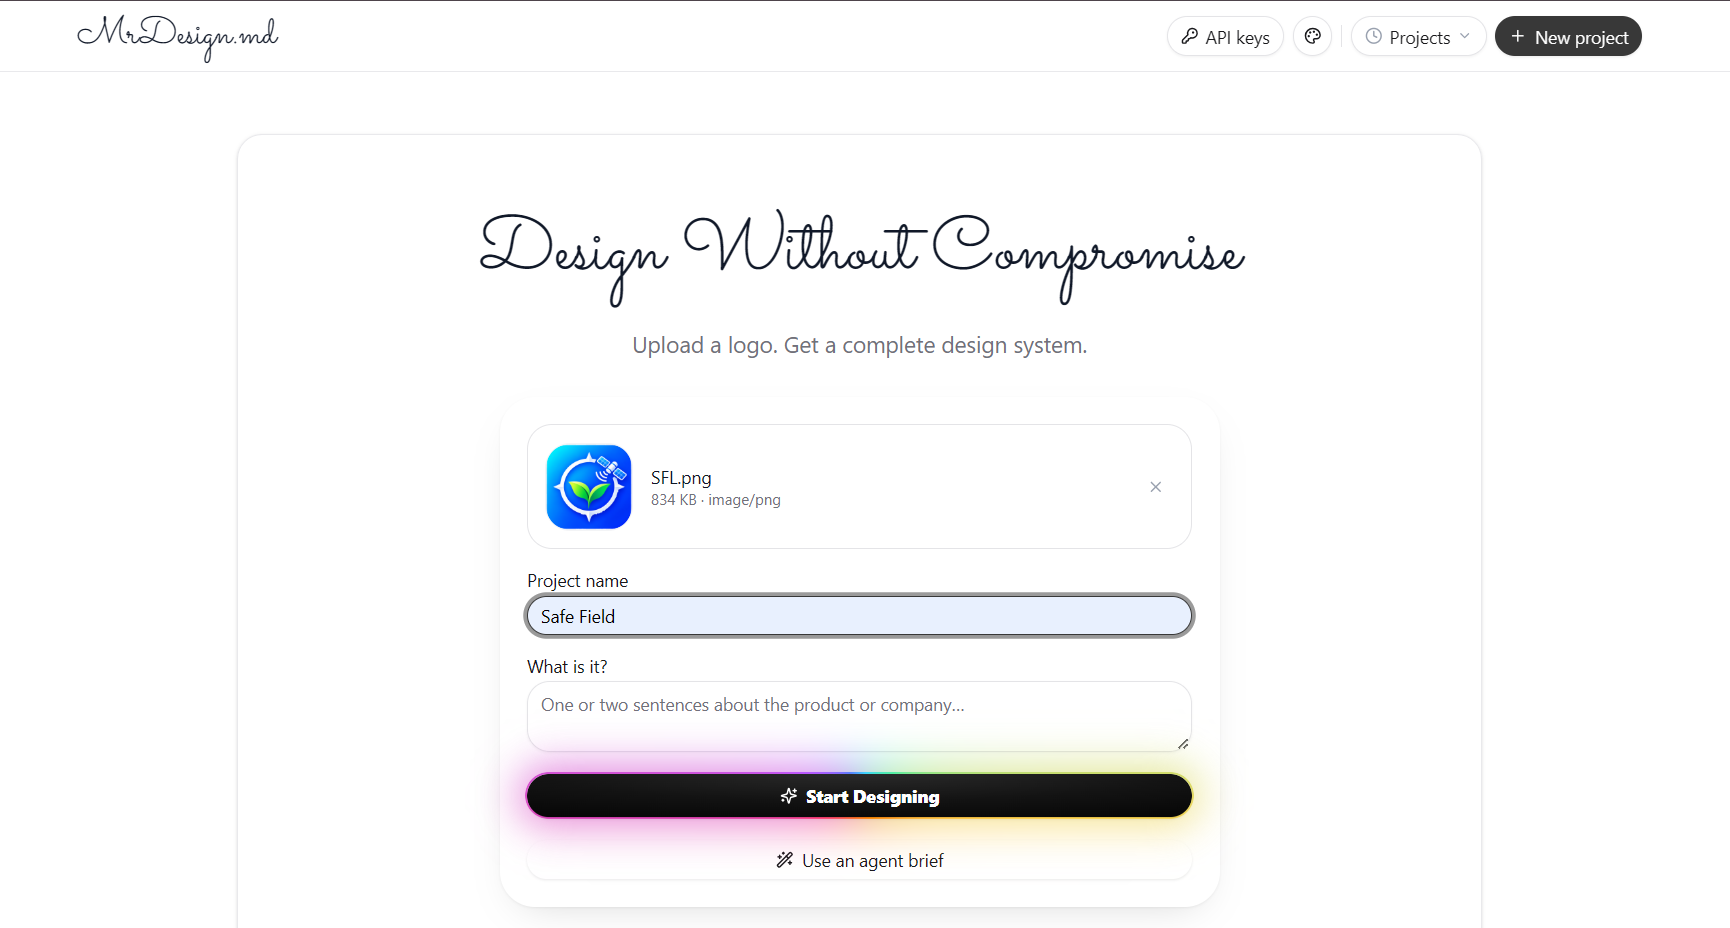 MrDesign.md
API keys
Projects
New project
Design Without Compromise
Upload a logo. Get a complete design system.
SFL.png
834 KB · image/png
Project name
Safe Field
What is it?
One or two sentences about the product or company...
Start Designing
Use an agent brief